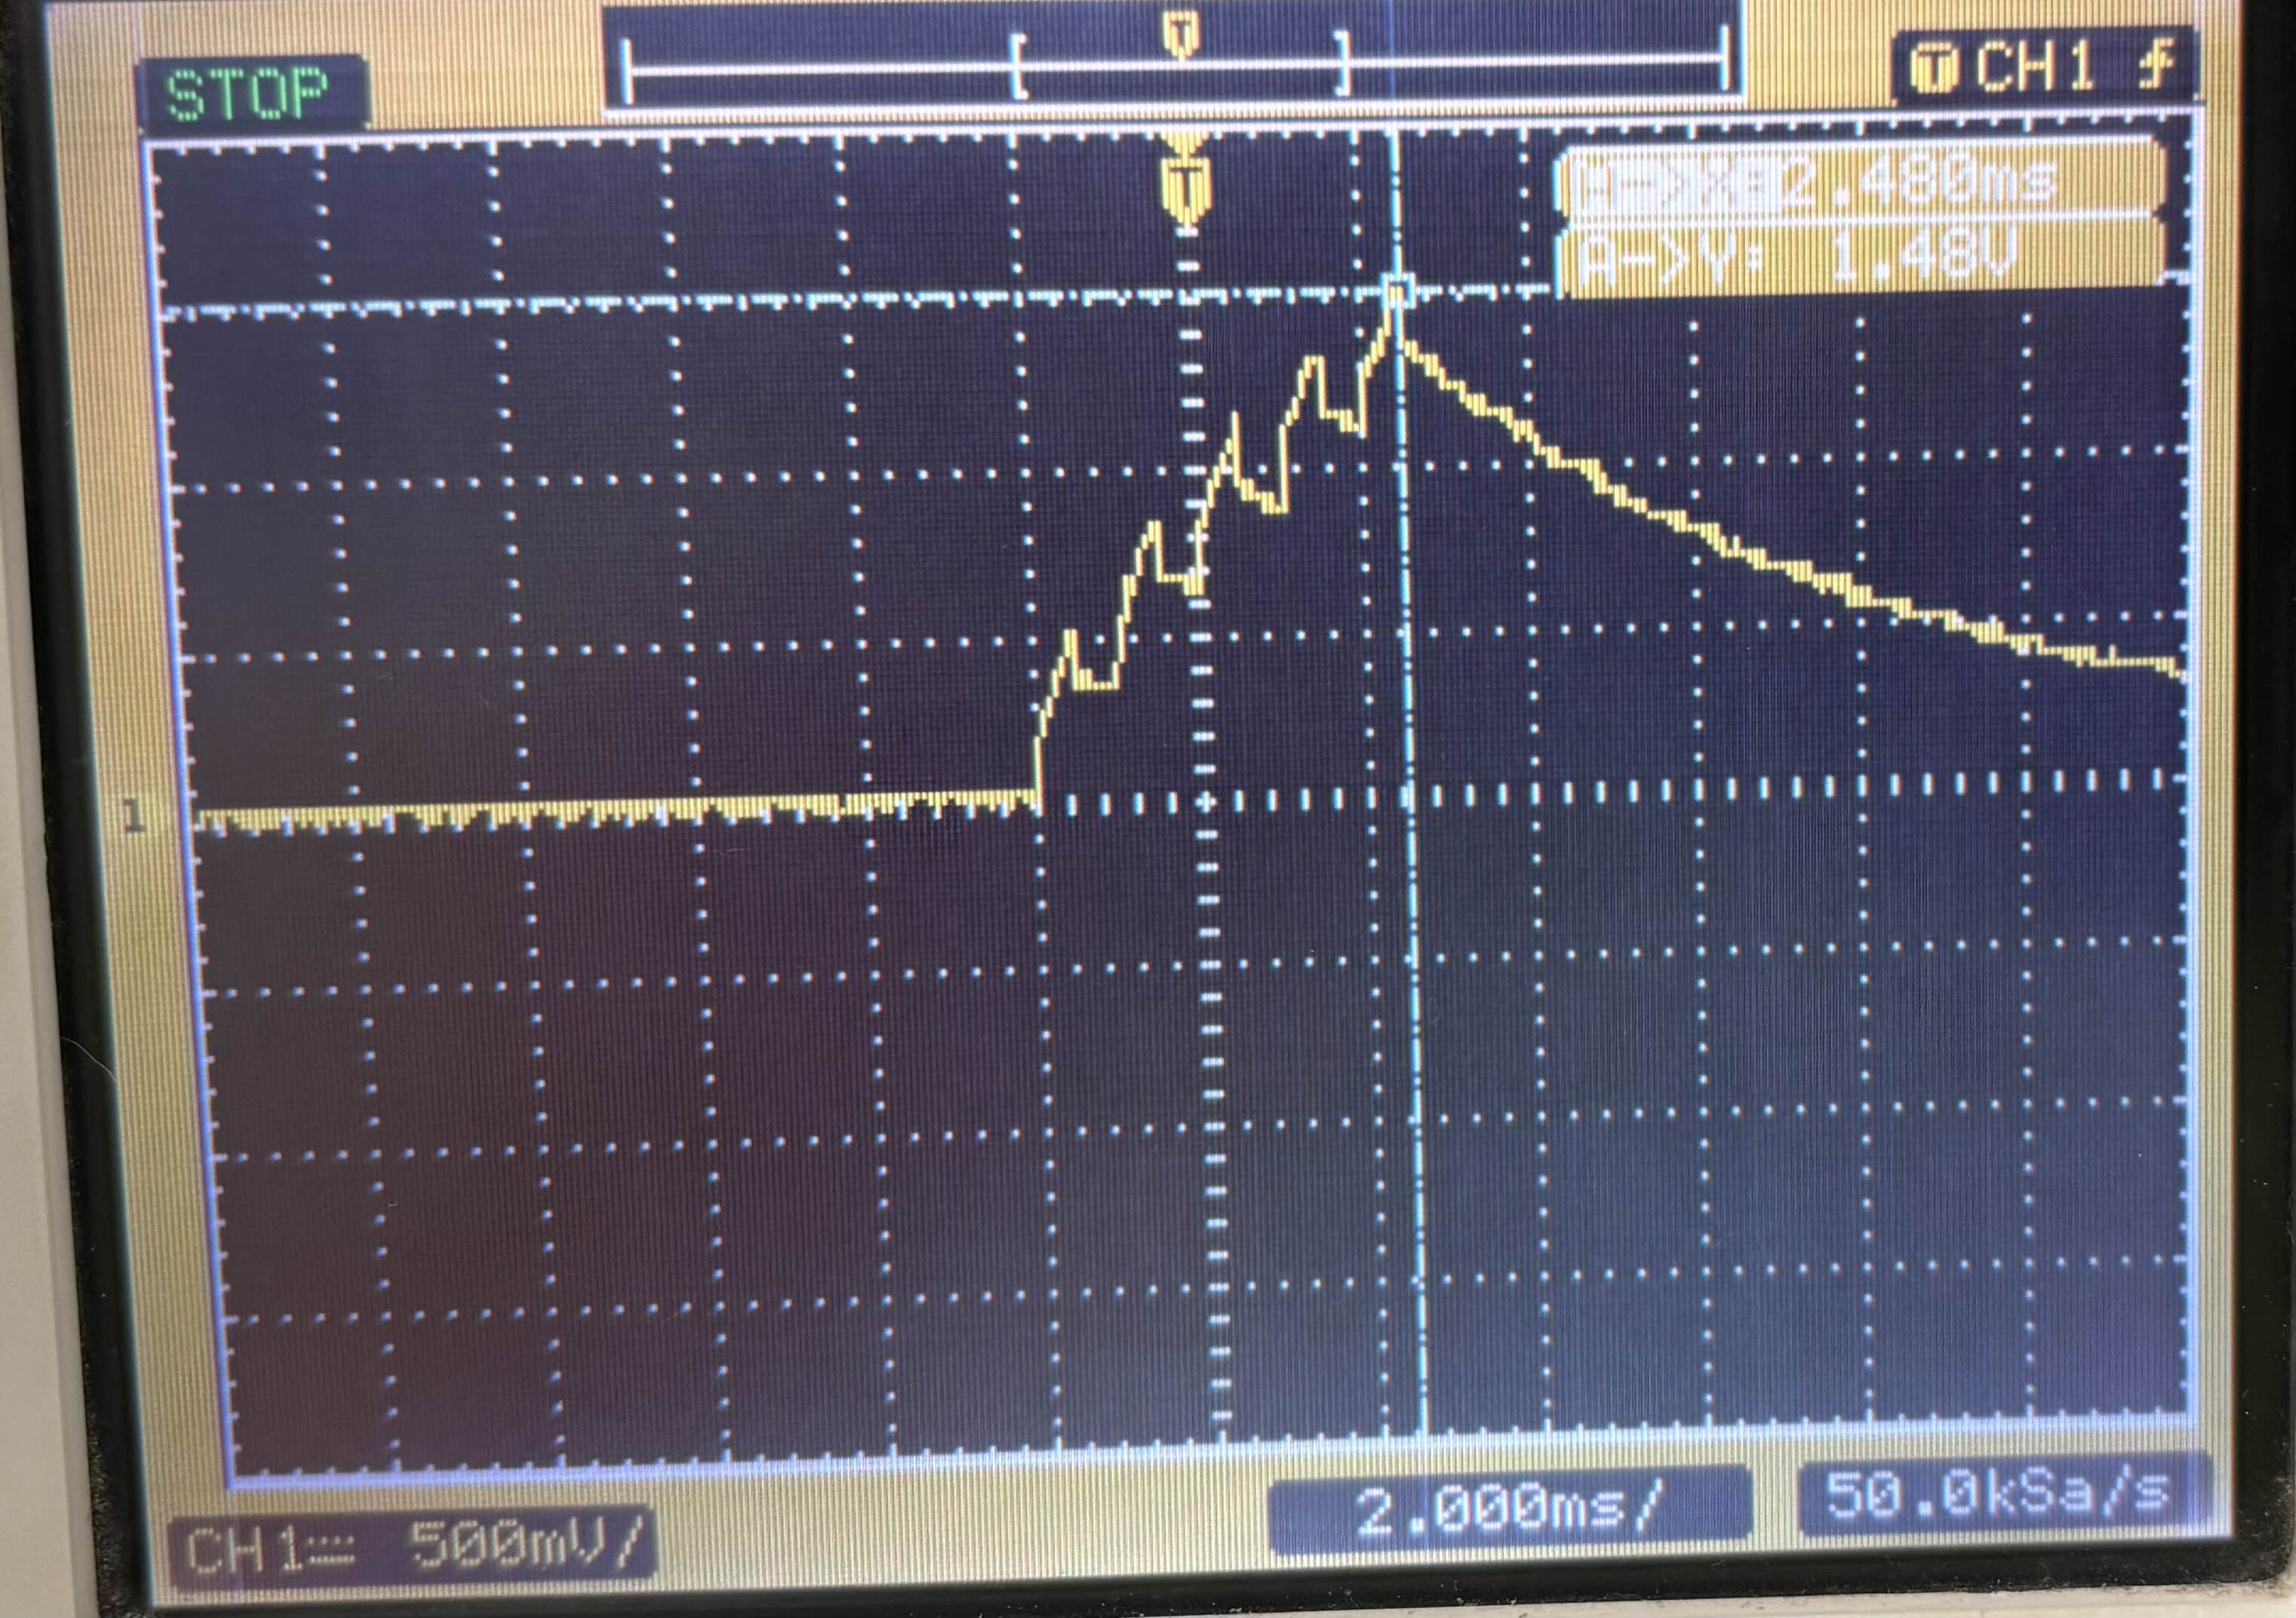 T
STOP
T CH1
T
A->X=2.480ms
A->Y: 1.48V
1
2.000ms/
50.0kSa/s
CH1 500mV/